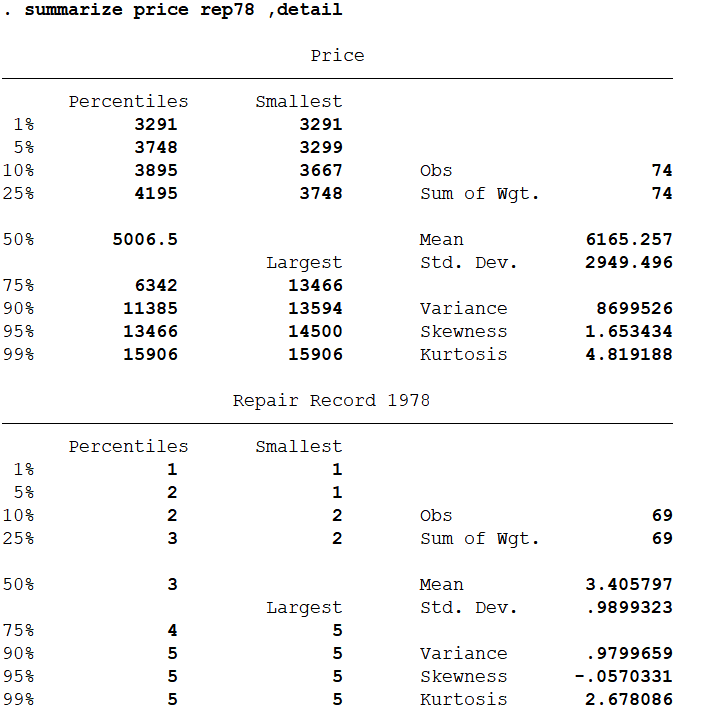 . summarize price rep78 ,detail
Price
Percentiles Smallest
1% 3291 3291
5% 3748 3299
10% 3895 3667 Obs 74
25% 4195 3748 Sum of Wgt. 74
50% 5006.5 Mean 6165.257
Largest Std. Dev. 2949.496
75% 6342 13466
90% 11385 13594 Variance 8699526
95% 13466 14500 Skewness 1.653434
99% 15906 15906 Kurtosis 4.819188
Repair Record 1978
Percentiles Smallest
1% 1 1
5% 2 1
10% 2 2 Obs 69
25% 3 2 Sum of Wgt. 69
50% 3 Mean 3.405797
Largest Std. Dev. .9899323
75% 4 5
90% 5 5 Variance .9799659
95% 5 5 Skewness -.0570331
99% 5 5 Kurtosis 2.678086